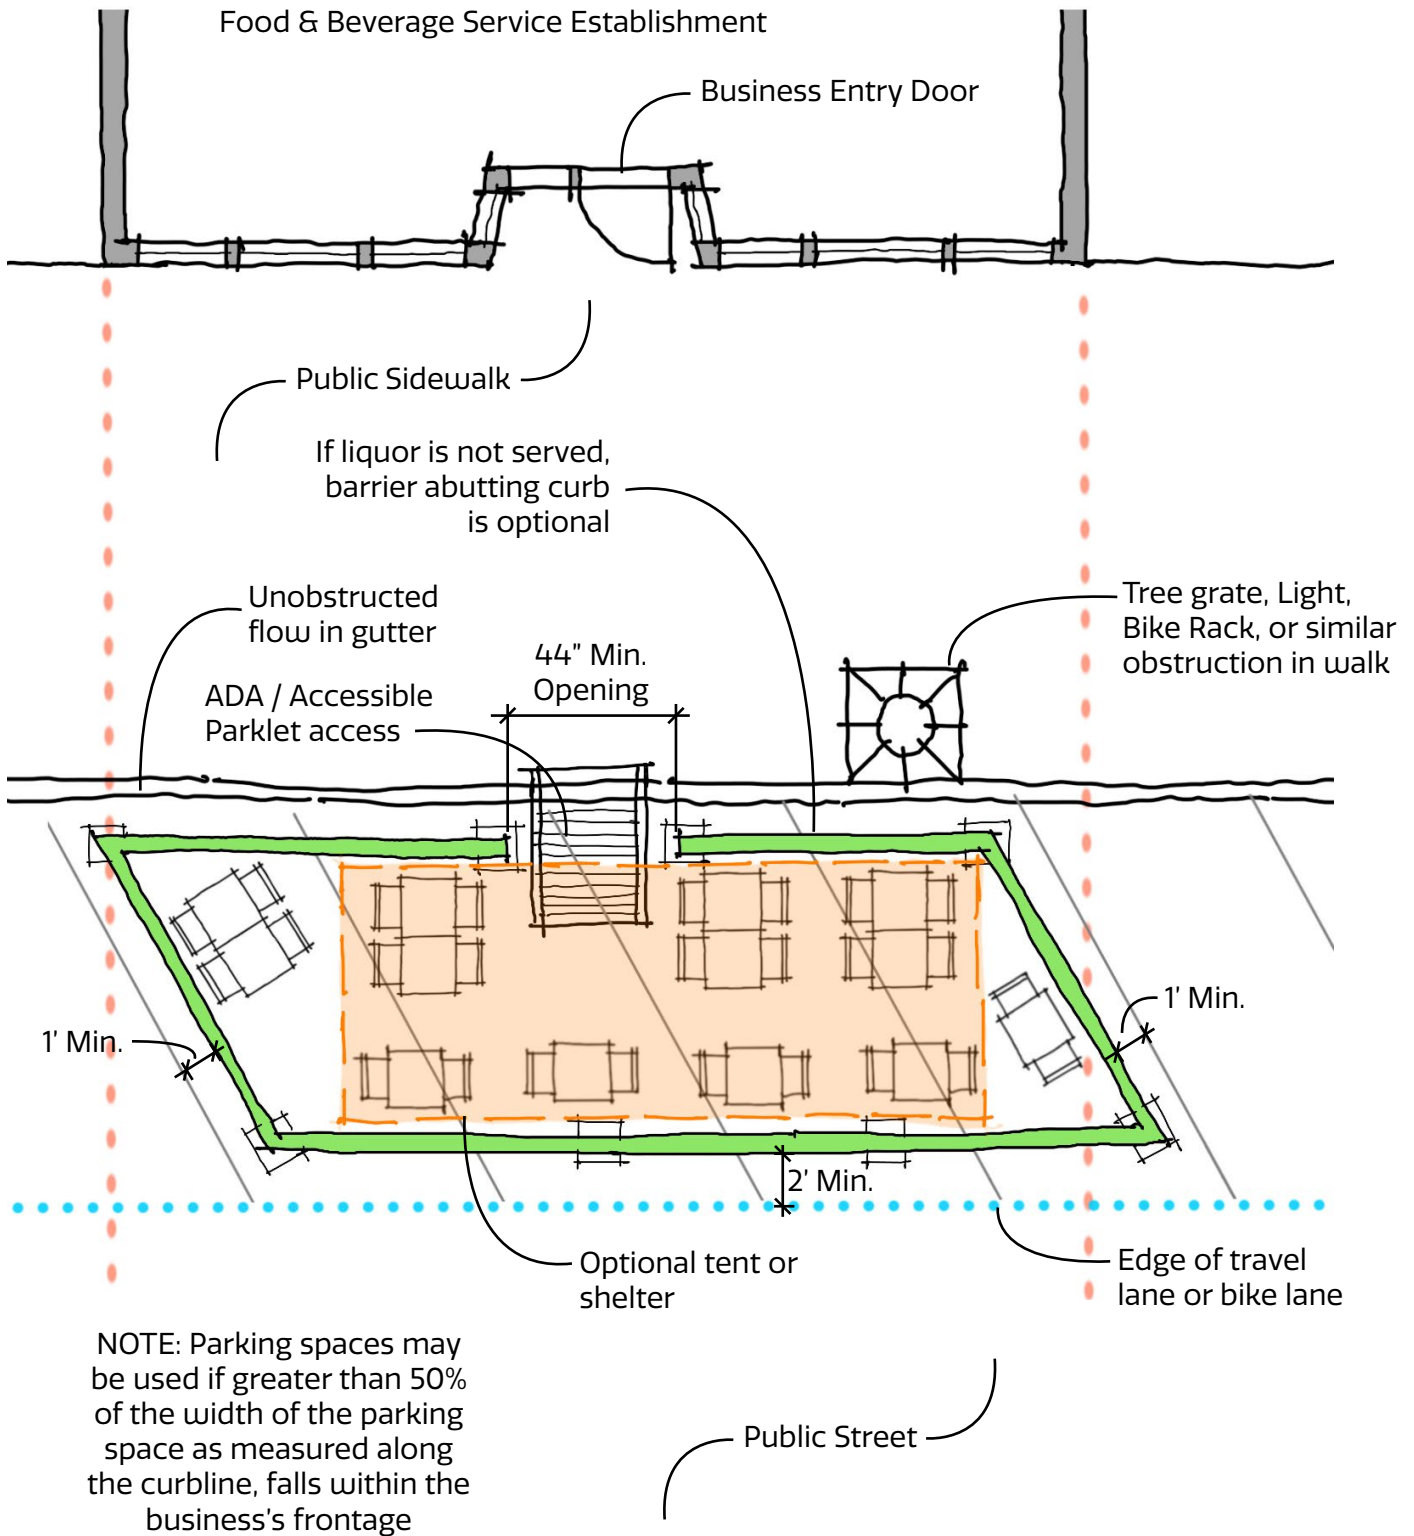 Food & Beverage Service Establishment
Business Entry Door
Public Sidewalk
If liquor is not served,
barrier abutting curb
is optional
Unobstructed
flow in gutter
Tree grate, Light,
Bike Rack, or similar
obstruction in walk
44" Min.
Opening
ADA / Accessible
Parklet access
1' Min.
1' Min.
2' Min.
Optional tent or
shelter
Edge of travel
lane or bike lane
NOTE: Parking spaces may
be used if greater than 50%
of the width of the parking
space as measured along
the curbline, falls within the
business's frontage
Public Street